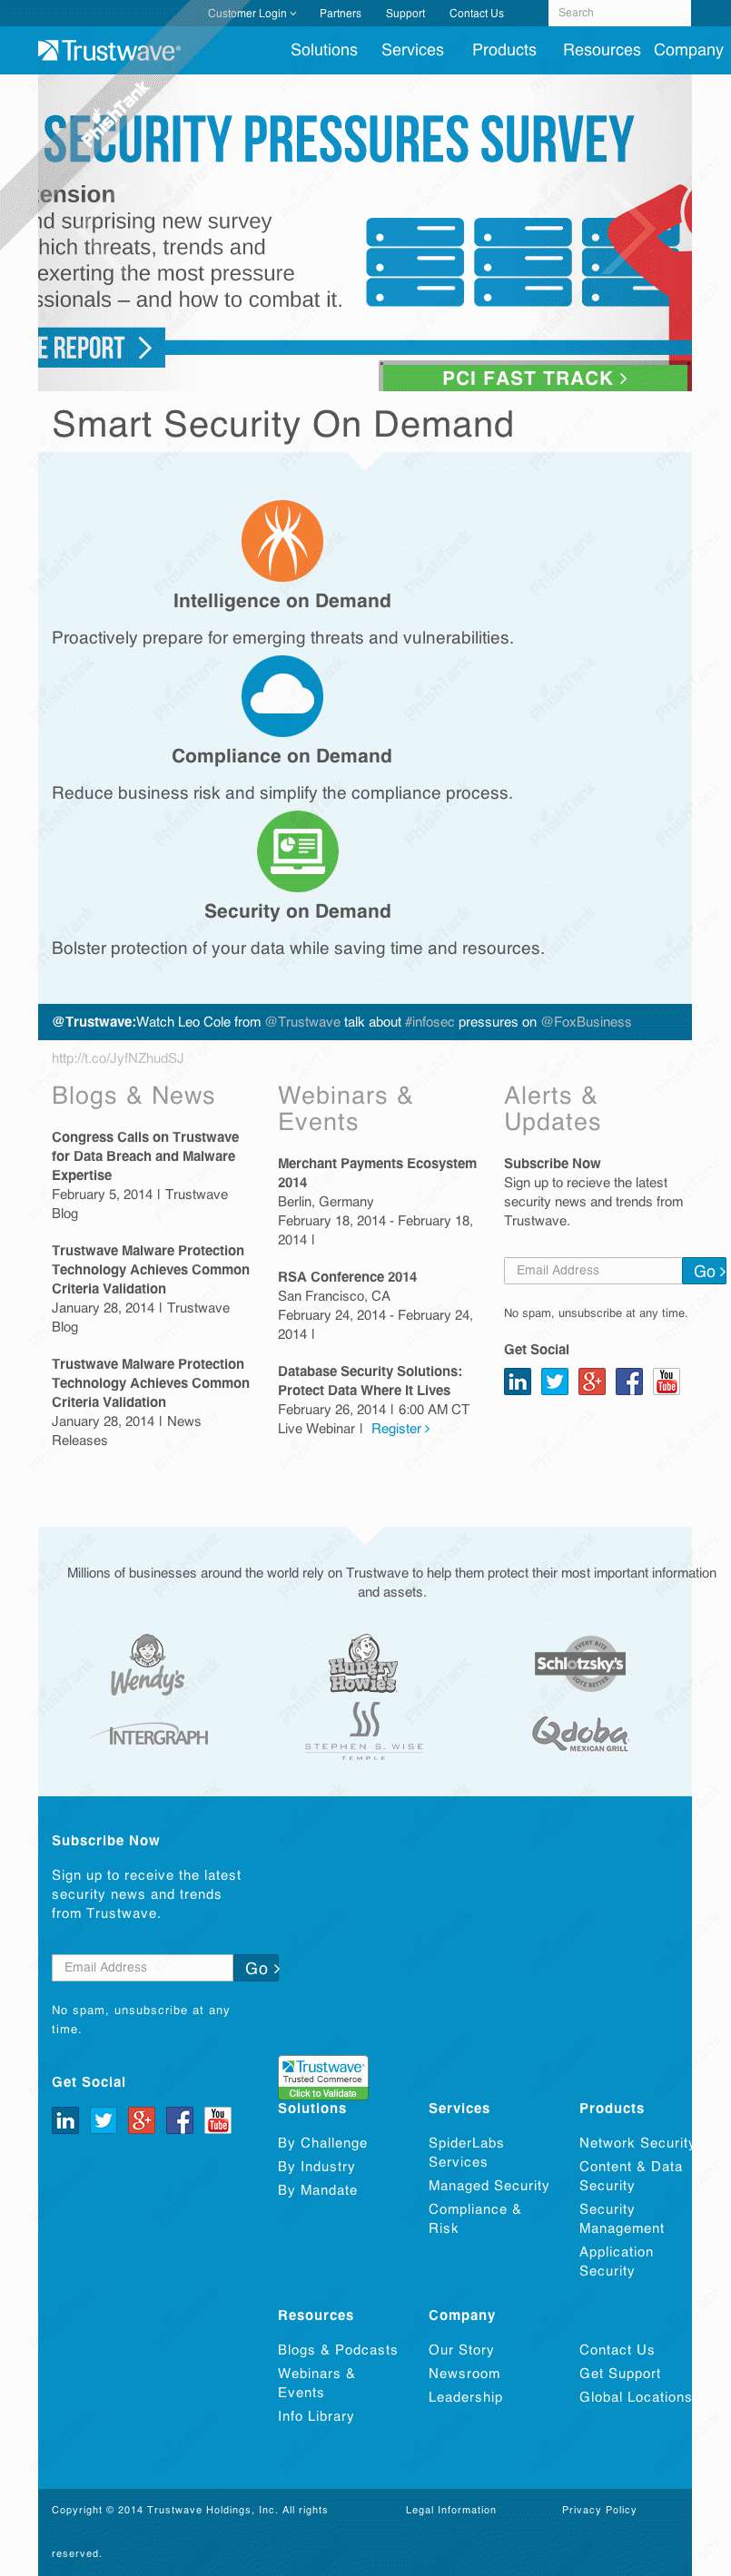 Customer Login Partners Support Contact Us Search
Trustwave® Solutions Services Products Resources Company
PhishTank
SECURITY PRESSURES SURVEY
ension
nd surprising new survey
hich threats, trends and
exerting the most pressure
ssionals – and how to combat it.
E REPORT
PCI FAST TRACK
Smart Security On Demand
Intelligence on Demand
Proactively prepare for emerging threats and vulnerabilities.
Compliance on Demand
Reduce business risk and simplify the compliance process.
Security on Demand
Bolster protection of your data while saving time and resources.
@Trustwave:Watch Leo Cole from @Trustwave talk about #infosec pressures on @FoxBusiness
http://t.co/JyfNZhudSJ
Blogs & News
Congress Calls on Trustwave
for Data Breach and Malware
Expertise
February 5, 2014 | Trustwave
Blog
Trustwave Malware Protection
Technology Achieves Common
Criteria Validation
January 28, 2014 | Trustwave
Blog
Trustwave Malware Protection
Technology Achieves Common
Criteria Validation
January 28, 2014 | News
Releases
Webinars &
Events
Merchant Payments Ecosystem
2014
Berlin, Germany
February 18, 2014 - February 18,
2014 |
RSA Conference 2014
San Francisco, CA
February 24, 2014 - February 24,
2014 |
Database Security Solutions:
Protect Data Where It Lives
February 26, 2014 | 6:00 AM CT
Live Webinar | Register
Alerts &
Updates
Subscribe Now
Sign up to recieve the latest
security news and trends from
Trustwave.
Email Address Go
No spam, unsubscribe at any time.
Get Social
in g+ f You Tube
Millions of businesses around the world rely on Trustwave to help them protect their most important information
and assets.
Wendy's
Hungry
Howies
EVERY BITE
Schlotzsky's
LOTZ BETTER
INTERGRAPH
STEPHEN S. WISE
TEMPLE
Qdoba
MEXICAN GRILL
Subscribe Now
Sign up to receive the latest
security news and trends
from Trustwave.
Email Address Go
No spam, unsubscribe at any
time.
Get Social
in g+ f You Tube
Trustwave®
Trusted Commerce
Click to Validate
Solutions
By Challenge
By Industry
By Mandate
Services
SpiderLabs
Services
Managed Security
Compliance &
Risk
Products
Network Security
Content & Data
Security
Security
Management
Application
Security
Resources
Blogs & Podcasts
Webinars &
Events
Info Library
Company
Our Story
Newsroom
Leadership
Contact Us
Get Support
Global Locations
Copyright © 2014 Trustwave Holdings, Inc. All rights Legal Information Privacy Policy
reserved.